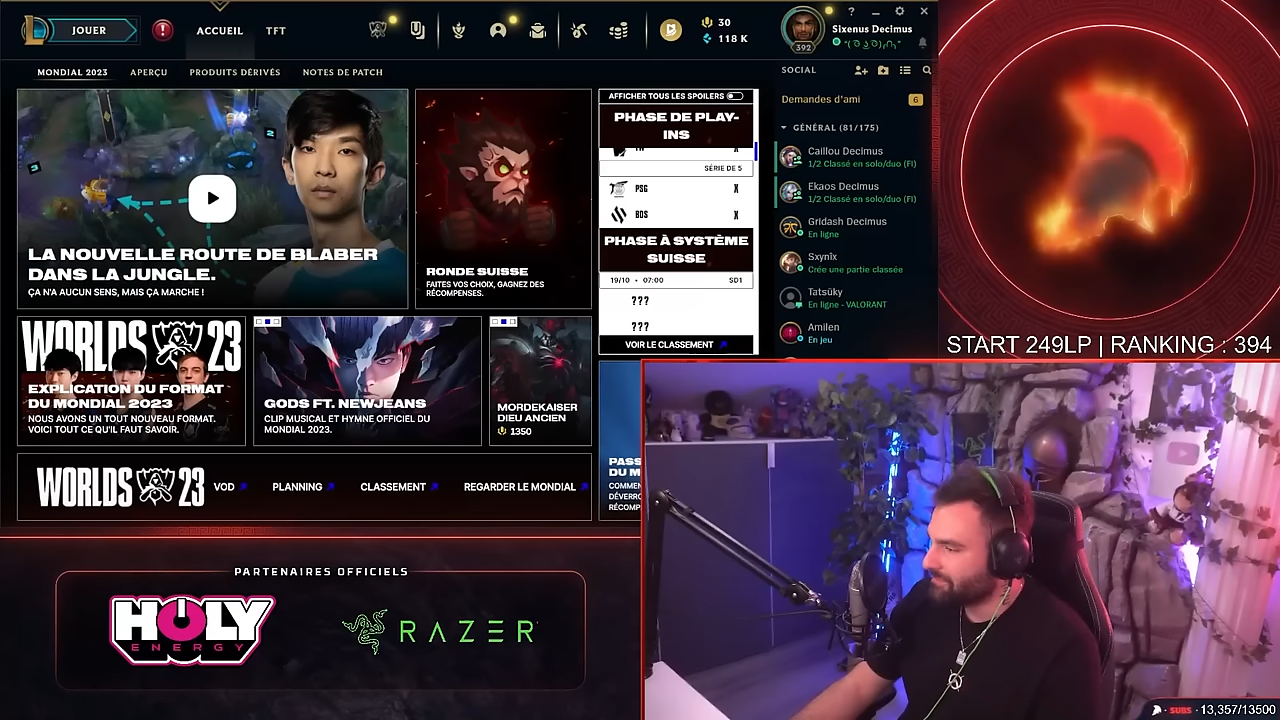 JOUER
ACCUEIL
TFT
30
118 K
392
Sixenus Decimus
MONDIAL 2023
APERÇU
PRODUITS DÉRIVÉS
NOTES DE PATCH
SOCIAL
Demandes d'ami
6
GÉNÉRAL (81/175)
Caillou Decimus
1/2 Classé en solo/duo (FI)
Ekaos Decimus
1/2 Classé en solo/duo (FI)
Gridash Decimus
En ligne
Sxynix
Crée une partie classée
Tatsüky
En ligne - VALORANT
Amilen
En jeu
LA NOUVELLE ROUTE DE BLABER
DANS LA JUNGLE.
ÇA N'A AUCUN SENS, MAIS ÇA MARCHE !
RONDE SUISSE
FAITES VOS CHOIX, GAGNEZ DES
RÉCOMPENSES.
AFFICHER TOUS LES SPOILERS
PHASE DE PLAY-
INS
SÉRIE DE 5
PSG X
BDS X
PHASE À SYSTÈME
SUISSE
19/10 • 07:00 SD1
???
???
VOIR LE CLASSEMENT
WORLDS 23
EXPLICATION DU FORMAT
DU MONDIAL 2023
NOUS AVONS UN TOUT NOUVEAU FORMAT.
VOICI TOUT CE QU'IL FAUT SAVOIR.
GODS FT. NEWJEANS
CLIP MUSICAL ET HYMNE OFFICIEL DU
MONDIAL 2023.
MORDEKAISER
DIEU ANCIEN
1350
WORLDS 23
VOD
PLANNING
CLASSEMENT
REGARDER LE MONDIAL
PASS
DU M
COMMEN
DÉVERRO
RÉCOMP
START 249LP | RANKING : 394
PARTENAIRES OFFICIELS
HOLY
ENERGY
RAZER
SUBS - 13,357/13500